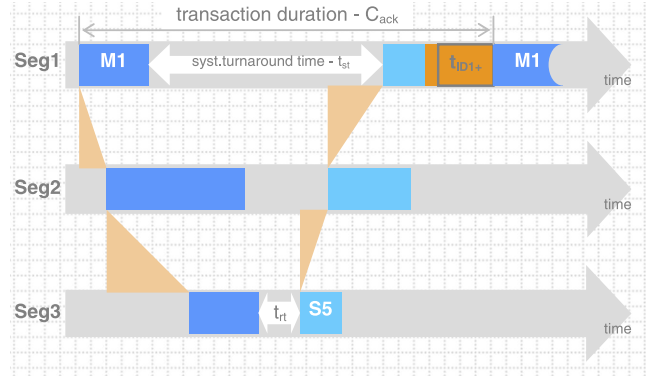 transaction duration - Cack
Seg1 M1 syst.turnaround time - tst tID1+ M1
time
Seg2
time
Seg3 trt S5
time